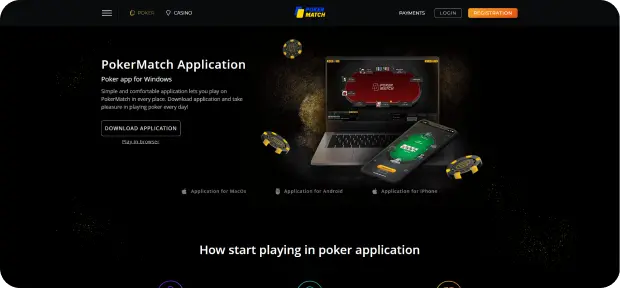 POKER
CASINO
POKER
MATCH
PAYMENTS
LOGIN
REGISTRATION
PokerMatch Application
Poker app for Windows
Simple and comfortable application lets you play on
PokerMatch in every place. Download application and take
pleasure in playing poker every day!
DOWNLOAD APPLICATION
Play in browser
Application for MacOs
Application for Android
Application for iPhone
How start playing in poker application